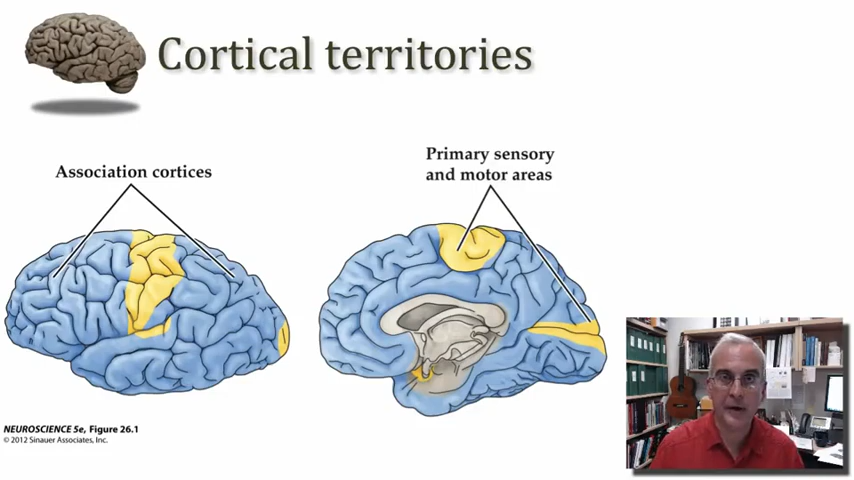 Cortical territories
Association cortices
Primary sensory
and motor areas
NEUROSCIENCE 5e, Figure 26.1
© 2012 Sinauer Associates, Inc.